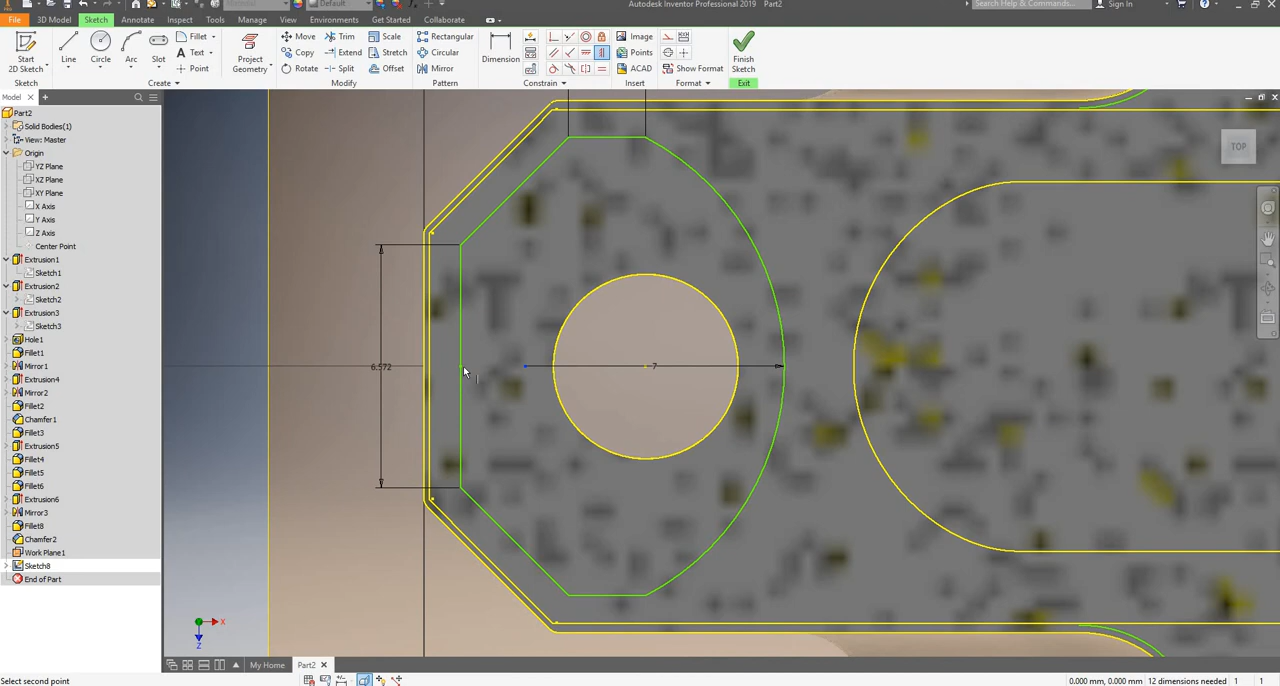 Material
Default
Autodesk Inventor Professional 2019 Part2
Search Help & Commands...
Sign In
File 3D Model Sketch Annotate Inspect Tools Manage View Environments Get Started Collaborate
Start
2D Sketch
Line
Circle
Arc
Slot
Fillet
Text
Point
Project
Geometry
Move
Copy
Rotate
Trim
Extend
Split
Scale
Stretch
Offset
Rectangular
Circular
Mirror
Dimension
Image
Points
ACAD
Show Format
Finish
Sketch
Sketch Create Modify Pattern Constrain Insert Format Exit
Model
Part2
Solid Bodies(1)
View: Master
Origin
YZ Plane
XZ Plane
XY Plane
X Axis
Y Axis
Z Axis
Center Point
Extrusion1
Sketch1
Extrusion2
Sketch2
Extrusion3
Sketch3
Hole1
Fillet1
Mirror1
Extrusion4
Mirror2
Fillet2
Chamfer1
Fillet3
Extrusion5
Fillet4
Fillet5
Fillet6
Extrusion6
Mirror3
Fillet8
Chamfer2
Work Plane1
Sketch8
End of Part
TOP
6.572
7
X
Z
My Home Part2
Select second point
0.000 mm, 0.000 mm 12 dimensions needed 1 1